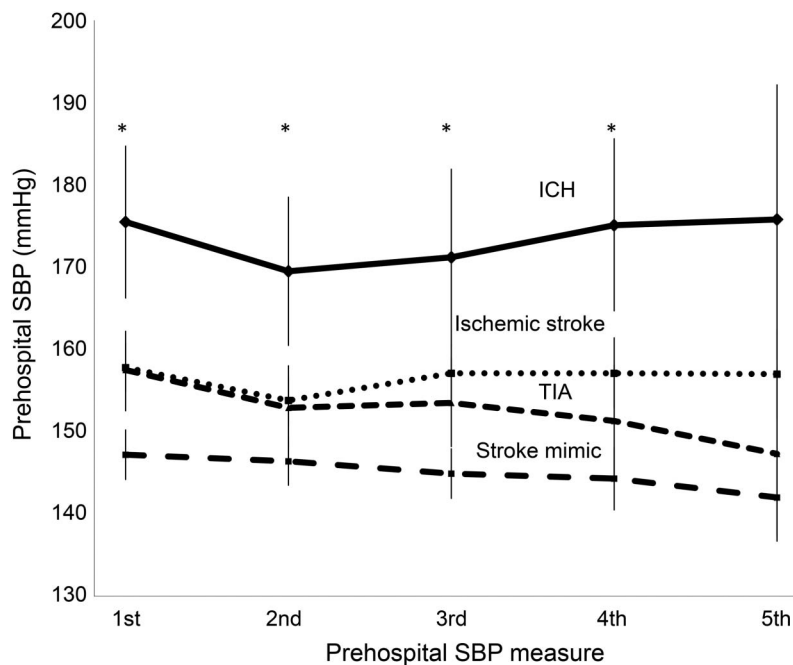 200
190
* * * *
180
ICH
170
Ischemic stroke
160
TIA
150
Stroke mimic
140
130
1st 2nd 3rd 4th 5th
Prehospital SBP measure
Prehospital SBP (mmHg)